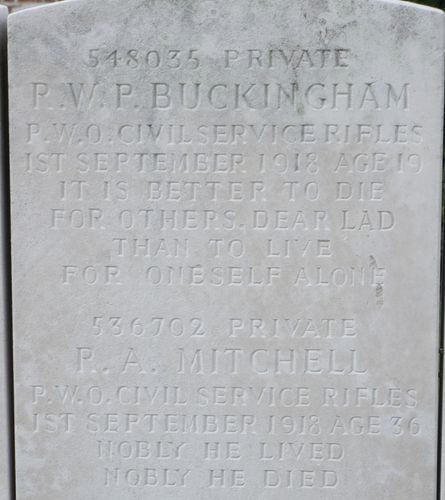 548035 PRIVATE
R.W.P. BUCKINGHAM
P.W.O. CIVIL SERVICE RIFLES
1ST SEPTEMBER 1918 AGE 19
IT IS BETTER TO DIE
FOR OTHERS. DEAR LAD
THAN TO LIVE
FOR ONESELF ALONE
536702 PRIVATE
R. A. MITCHELL
P.W.O. CIVIL SERVICE RIFLES
1ST SEPTEMBER 1918 AGE 36
NOBLY HE LIVED
NOBLY HE DIED